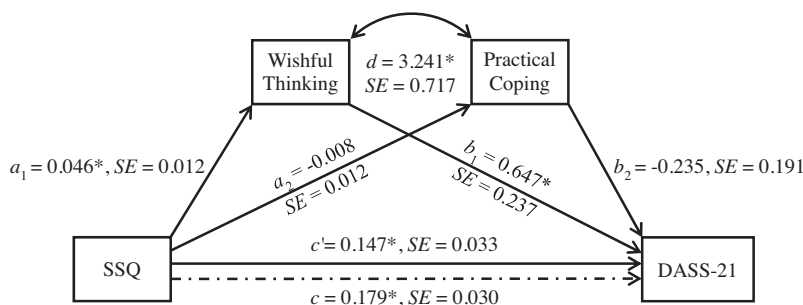 Wishful
Thinking
d = 3.241*
SE = 0.717
Practical
Coping
a₁ = 0.046*, SE = 0.012
a₂ = -0.008
SE = 0.012
b₁ = 0.647*
SE = 0.237
b₂ = -0.235, SE = 0.191
SSQ
c' = 0.147*, SE = 0.033
c = 0.179*, SE = 0.030
DASS-21